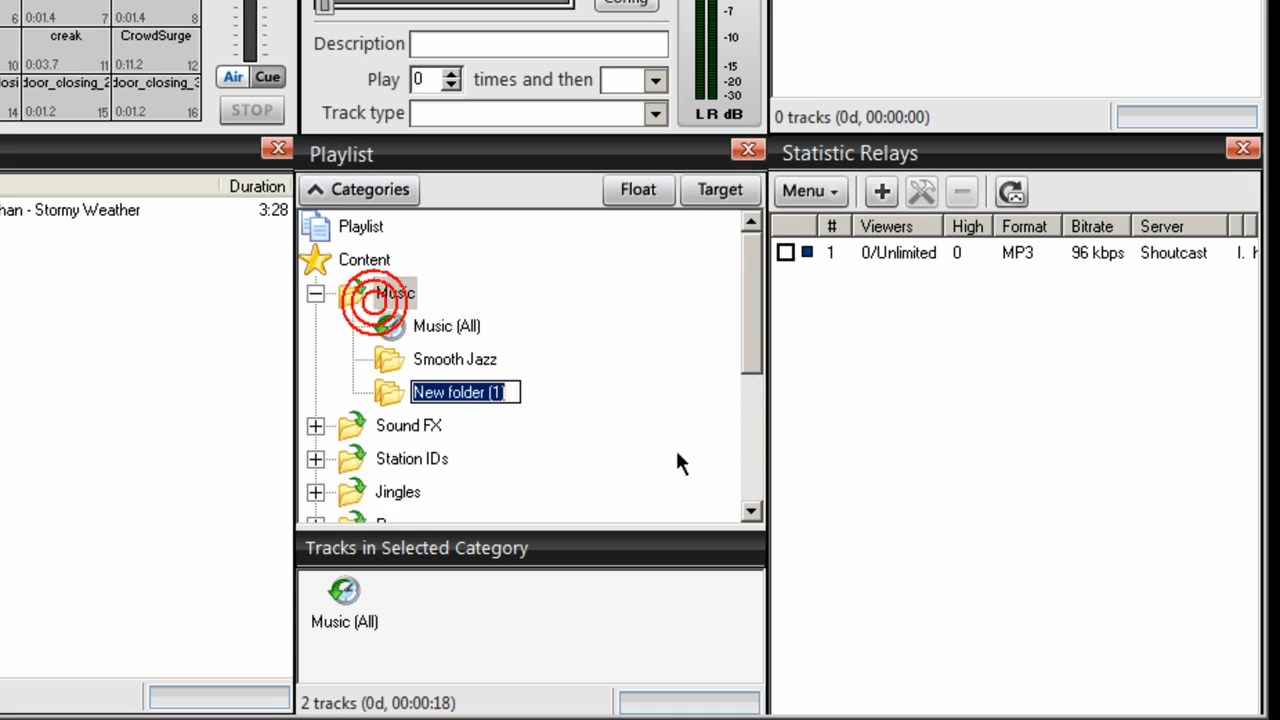 6 0:01.4 7 0:01.4 8
creak CrowdSurge
10 0:03.7 11 0:11.2 12
door_closing_2 door_closing_3
14 0:01.2 15 0:01.2 16
Air Cue
STOP
Config
Description
Play 0 times and then
Track type
-7
-10
-15
-20
-30
L R dB
0 tracks (0d, 00:00:00)
Duration
han - Stormy Weather 3:28
Playlist
Categories Float Target
Playlist
Content
Music
Music (All)
Smooth Jazz
New folder (1)
Sound FX
Station IDs
Jingles
Tracks in Selected Category
Music (All)
2 tracks (0d, 00:00:18)
Statistic Relays
Menu
# Viewers High Format Bitrate Server
1 0/Unlimited 0 MP3 96 kbps Shoutcast